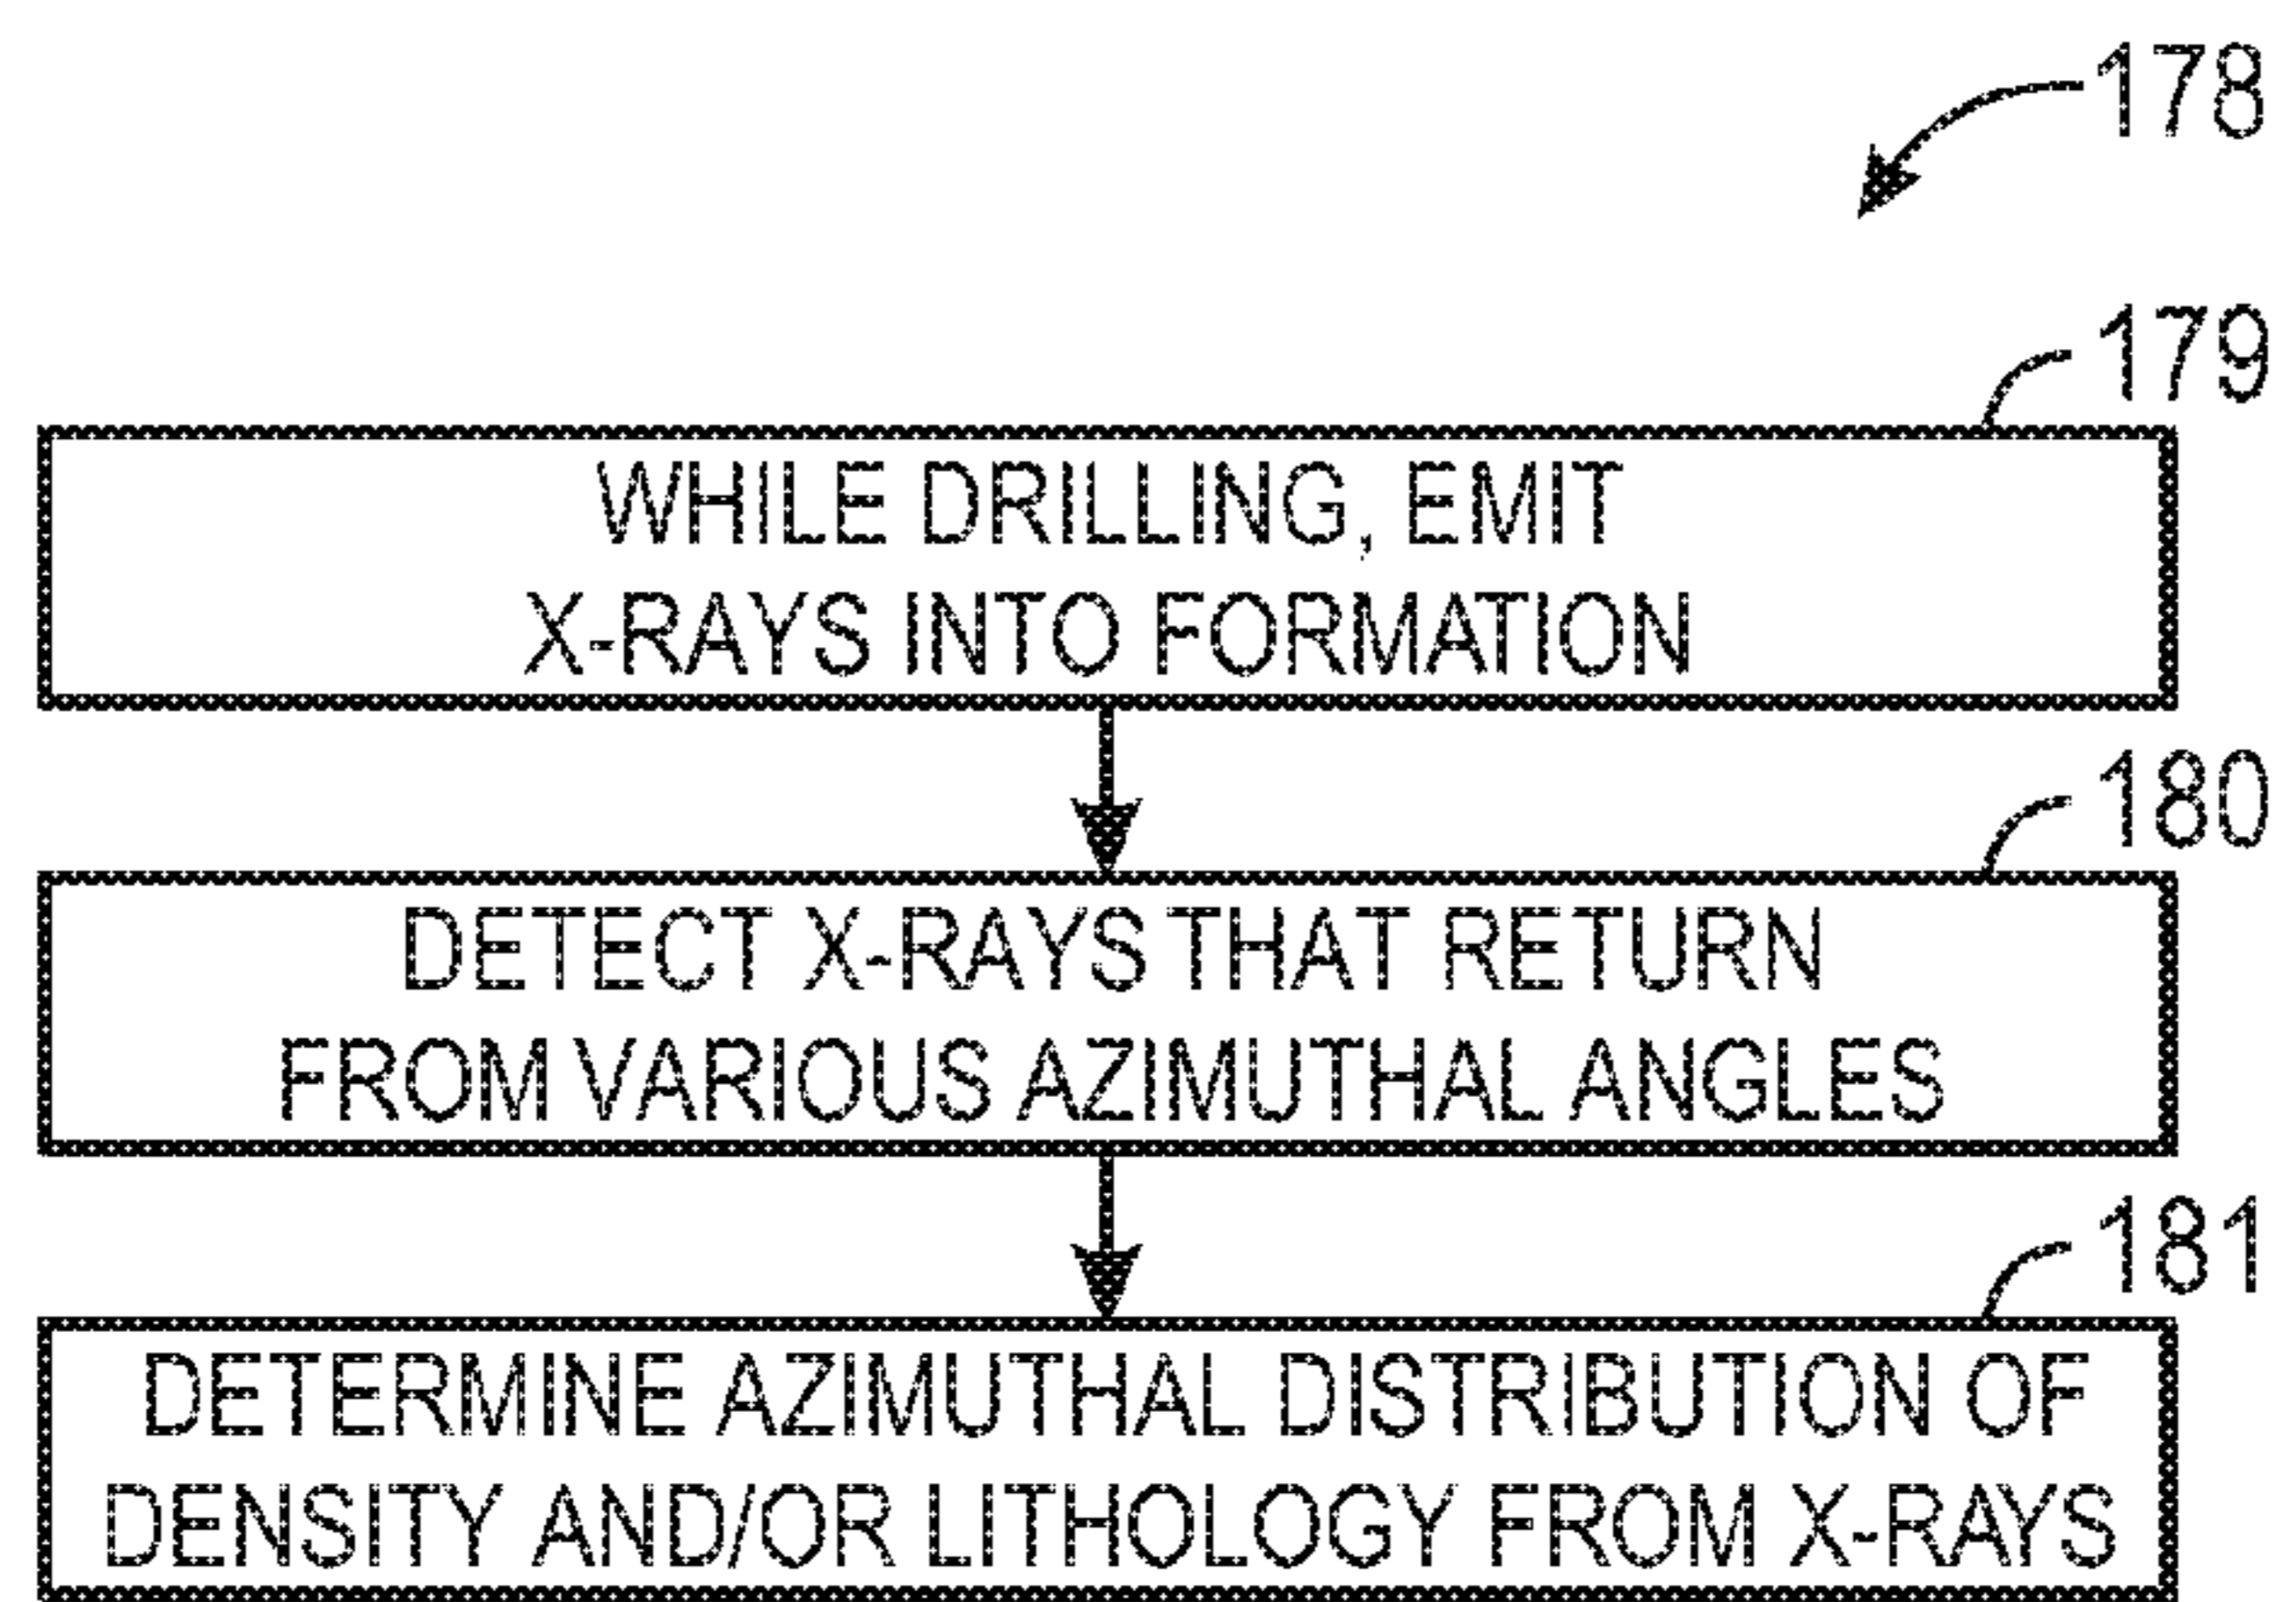 178
179
WHILE DRILLING, EMIT
X-RAYS INTO FORMATION
180
DETECT X-RAYS THAT RETURN
FROM VARIOUS AZIMUTHAL ANGLES
181
DETERMINE AZIMUTHAL DISTRIBUTION OF
DENSITY AND/OR LITHOLOGY FROM X-RAYS